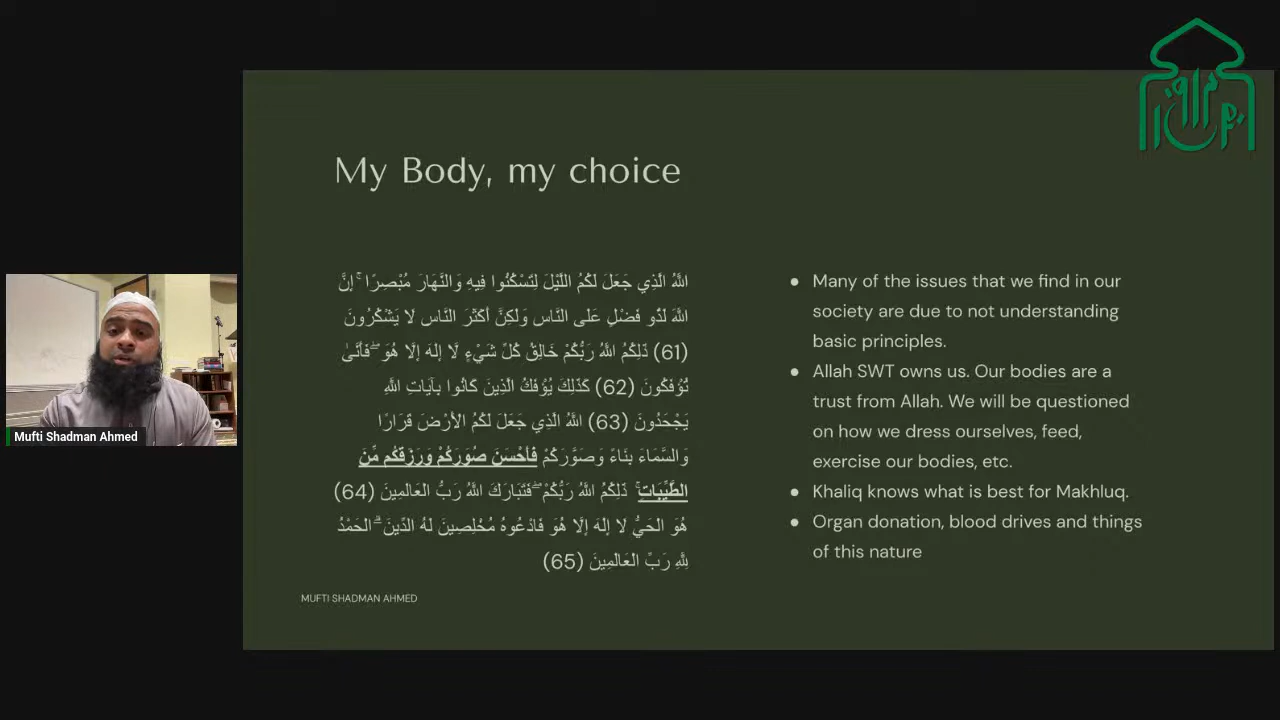 My Body, my choice
اللَّهُ الَّذِي جَعَلَ لَكُمُ اللَّيْلَ لِتَسْكُنُوا فِيهِ وَالنَّهَارَ مُبْصِرًا ۚ إِنَّ
اللَّهَ لَذُو فَضْلٍ عَلَى النَّاسِ وَلَكِنَّ أَكْثَرَ النَّاسِ لَا يَشْكُرُونَ
(61) ذَلِكُمُ اللَّهُ رَبُّكُمْ خَالِقُ كُلِّ شَيْءٍ لَّا إِلَهَ إِلَّا هُوَ ۖ فَأَنَّىٰ
تُؤْفَكُونَ (62) كَذَلِكَ يُؤْفَكُ الَّذِينَ كَانُوا بِآيَاتِ اللَّهِ
يَجْحَدُونَ (63) اللَّهُ الَّذِي جَعَلَ لَكُمُ الْأَرْضَ قَرَارًا
وَالسَّمَاءَ بِنَاءً وَصَوَّرَكُمْ فَأَحْسَنَ صُوَرَكُمْ وَرَزَقَكُم مِّنَ
الطَّيِّبَاتِ ۚ ذَلِكُمُ اللَّهُ رَبُّكُمْ ۖ فَتَبَارَكَ اللَّهُ رَبُّ الْعَالَمِينَ (64)
هُوَ الْحَيُّ لَا إِلَهَ إِلَّا هُوَ فَادْعُوهُ مُخْلِصِينَ لَهُ الدِّينَ ۗ الْحَمْدُ
لِلَّهِ رَبِّ الْعَالَمِينَ (65)
● Many of the issues that we find in our
society are due to not understanding
basic principles.
● Allah SWT owns us. Our bodies are a
trust from Allah. We will be questioned
on how we dress ourselves, feed,
exercise our bodies, etc.
● Khaliq knows what is best for Makhluq.
● Organ donation, blood drives and things
of this nature
MUFTI SHADMAN AHMED
Mufti Shadman Ahmed